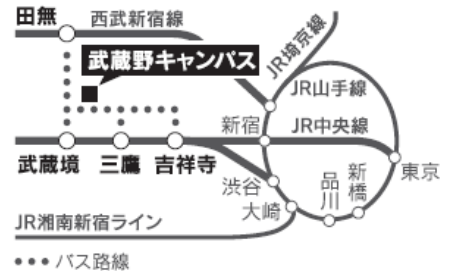 田無
西武新宿線
武蔵野キャンパス
JR埼京線
JR山手線
新宿
JR中央線
武蔵境
三鷹
吉祥寺
東京
渋谷
新橋
品川
大崎
JR湘南新宿ライン
バス路線